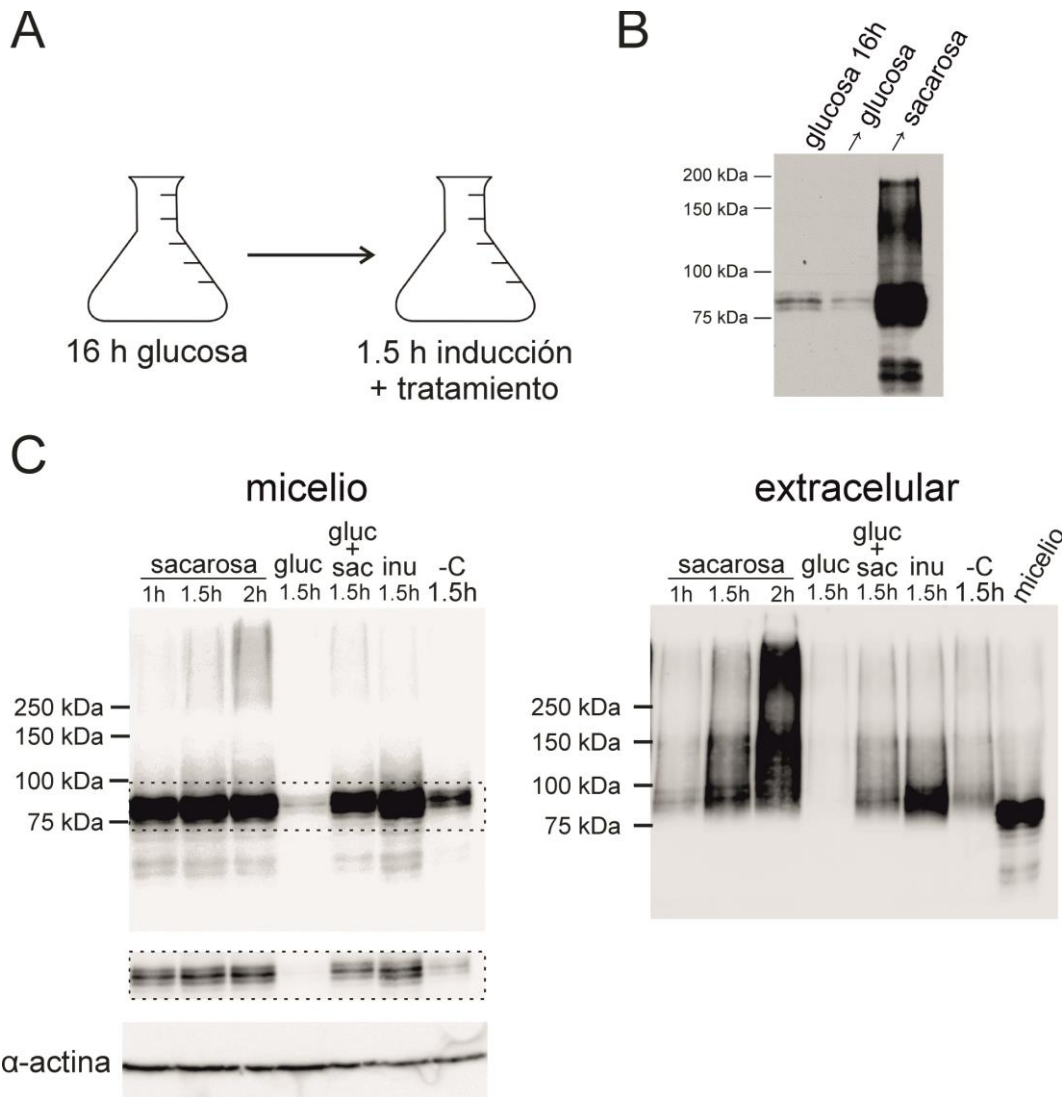 A
16 h glucosa
1.5 h inducción
+ tratamiento
B
glucosa 16h
→ glucosa
→ sacarosa
200 kDa
150 kDa
100 kDa
75 kDa
C
micelio
sacarosa gluc gluc + sac inu -C
1h 1.5h 2h 1.5h 1.5h 1.5h 1.5h
250 kDa
150 kDa
100 kDa
75 kDa
α-actina
extracelular
sacarosa gluc gluc + sac inu -C micelio
1h 1.5h 2h 1.5h 1.5h 1.5h 1.5h
250 kDa
150 kDa
100 kDa
75 kDa